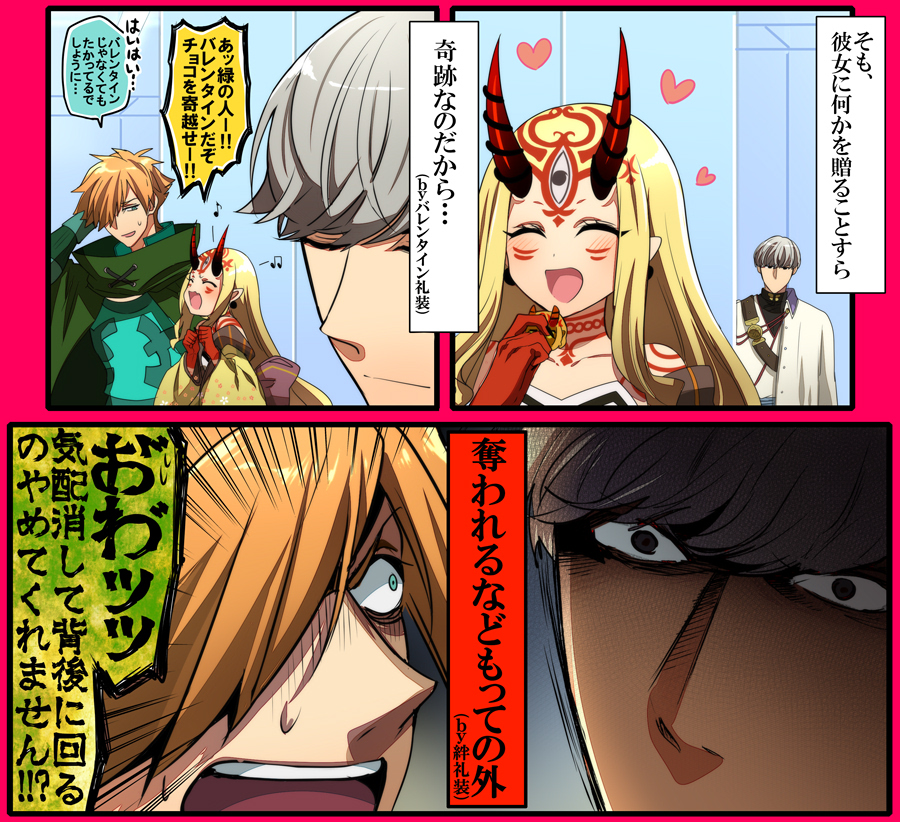 そも、
彼女に何かを贈ることすら
奇跡なのだから…
(byバレンタイン礼装)
あッ緑の人ー!!
バレンタインだぞ
チョコを寄越せー!!
はいはい…
バレンタイン
じゃなくても
たかってるで
しょうに…
奪われるなどもっての外
(by絆礼装)
おわ゛ッッ
気配消して背後に回る
のやめてくれません!!!?